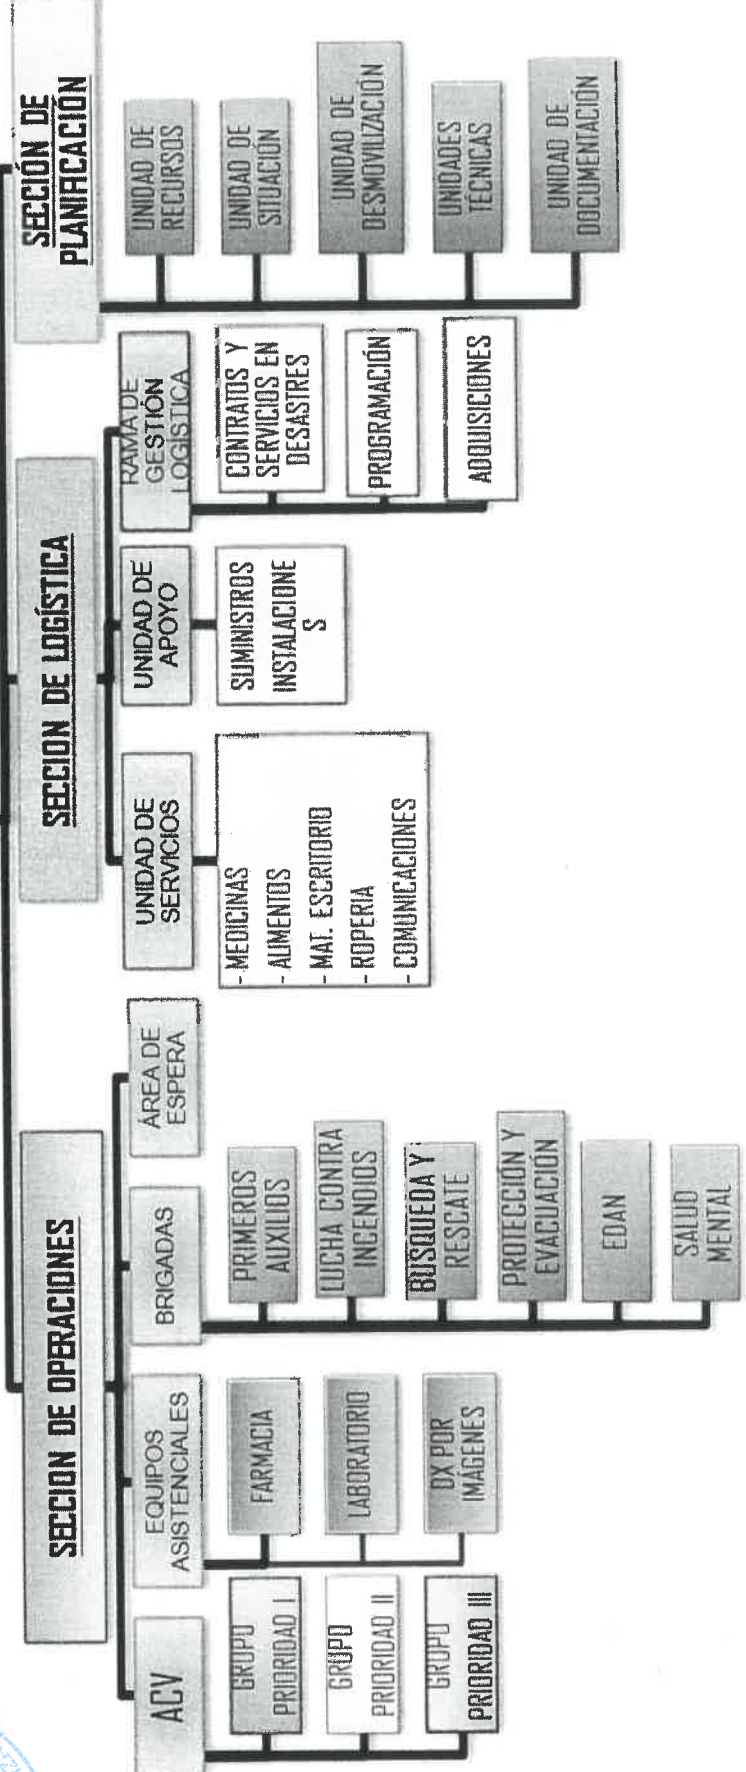 SECCION DE OPERACIONES
ACV
GRUPO
PRIORIDAD I
GRUPO
PRIORIDAD II
GRUPO
PRIORIDAD III
EQUIPOS
ASISTENCIALES
FARMACIA
LABORATORIO
DX POR
IMÁGENES
BRIGADAS
PRIMEROS
AUXILIOS
LUCHA CONTRA
INCENDIOS
BUSQUEDA Y
RESCATE
PROTECCIÓN Y
EVACUACIÓN
EDAN
SALUD
MENTAL
ÁREA DE
ESPERA
SECCION DE LOGÍSTICA
UNIDAD DE
SERVICIOS
- MEDICINAS
- ALIMENTOS
- MAT. ESCRITORIO
- ROPERIA
- COMUNICACIONES
UNIDAD DE
APOYO
SUMINISTROS
INSTALACIONE
S
RAMA DE
GESTIÓN
LOGÍSTICA
CONTRATOS Y
SERVICIOS EN
DESASTRES
PROGRAMACIÓN
ADQUISICIONES
SECCIÓN DE
PLANIFICACIÓN
UNIDAD DE
RECURSOS
UNIDAD DE
SITUACIÓN
UNIDAD DE
DESMOVILIZACIÓN
UNIDADES
TÉCNICAS
UNIDAD DE
DOCUMENTACIÓN